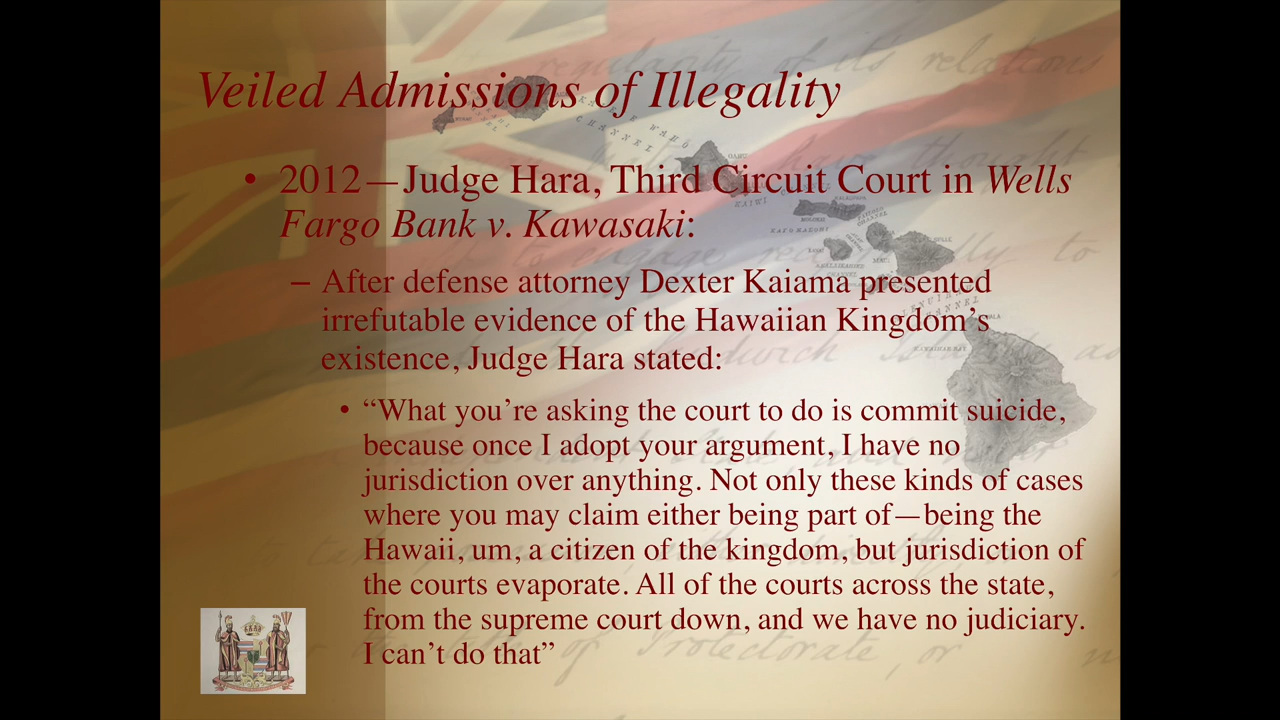 Veiled Admissions of Illegality
• 2012—Judge Hara, Third Circuit Court in Wells
Fargo Bank v. Kawasaki:
– After defense attorney Dexter Kaiama presented
irrefutable evidence of the Hawaiian Kingdom’s
existence, Judge Hara stated:
• “What you’re asking the court to do is commit suicide,
because once I adopt your argument, I have no
jurisdiction over anything. Not only these kinds of cases
where you may claim either being part of—being the
Hawaii, um, a citizen of the kingdom, but jurisdiction of
the courts evaporate. All of the courts across the state,
from the supreme court down, and we have no judiciary.
I can’t do that”